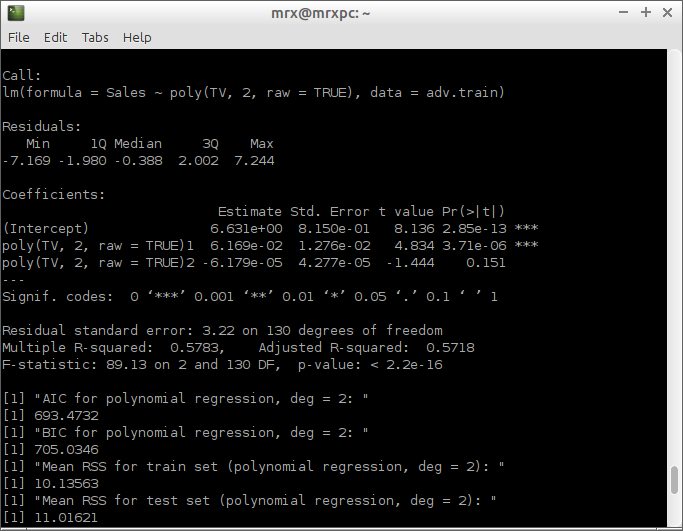 mrx@mrxpc: ~
File Edit Tabs Help
Call:
lm(formula = Sales ~ poly(TV, 2, raw = TRUE), data = adv.train)
Residuals:
   Min     1Q Median     3Q    Max
-7.169 -1.980 -0.388  2.002  7.244
Coefficients:
                          Estimate Std. Error t value Pr(>|t|)
(Intercept)              6.631e+00  8.150e-01   8.136 2.85e-13 ***
poly(TV, 2, raw = TRUE)1  6.169e-02  1.276e-02   4.834 3.71e-06 ***
poly(TV, 2, raw = TRUE)2 -6.179e-05  4.277e-05  -1.444    0.151
---
Signif. codes:  0 ‘***’ 0.001 ‘**’ 0.01 ‘*’ 0.05 ‘.’ 0.1 ‘ ’ 1
Residual standard error: 3.22 on 130 degrees of freedom
Multiple R-squared:  0.5783,    Adjusted R-squared:  0.5718
F-statistic: 89.13 on 2 and 130 DF,  p-value: < 2.2e-16
[1] "AIC for polynomial regression, deg = 2: "
[1] 693.4732
[1] "BIC for polynomial regression, deg = 2: "
[1] 705.0346
[1] "Mean RSS for train set (polynomial regression, deg = 2): "
[1] 10.13563
[1] "Mean RSS for test set (polynomial regression, deg = 2): "
[1] 11.01621